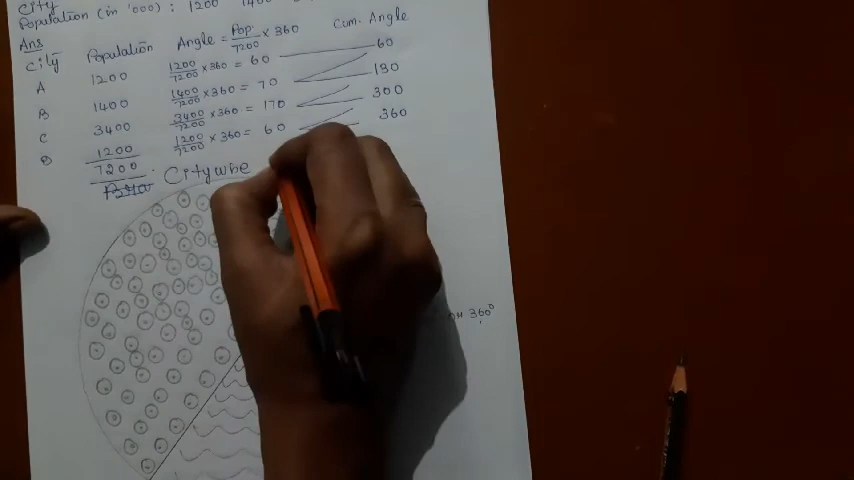 City
Population (in '000) : 1200 1400
Ans
City Population Angle = Pop/7200 x 360 Com. Angle
A 1200 1200/7200 x 360 = 60 60
B 1400 1400/7200 x 360 = 70 130
C 3400 3400/7200 x 360 = 170 300
D 1200 1200/7200 x 360 = 60 360
7200
Citywise
360°